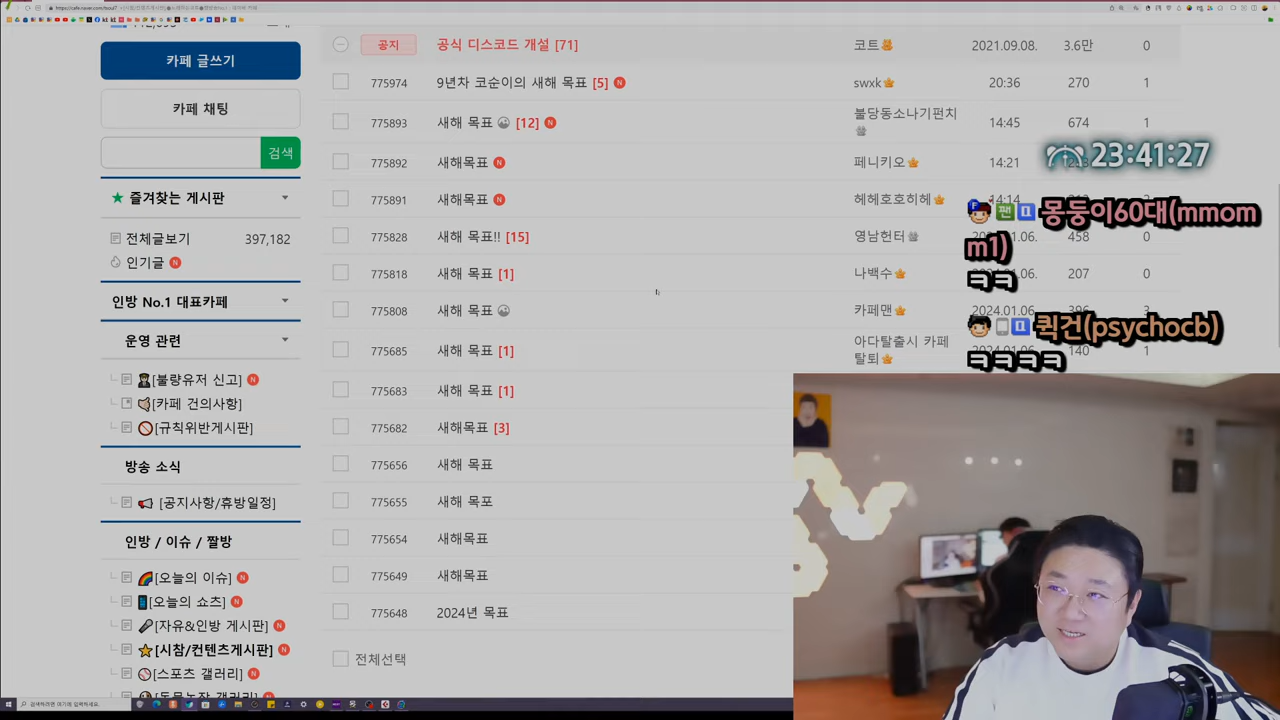 카페 글쓰기
카페 채팅
검색
★ 즐겨찾는 게시판
전체글보기 397,182
인기글 N
인방 No.1 대표카페
운영 관련
[불량유저 신고] N
[카페 건의사항]
[규칙위반게시판]
방송 소식
[공지사항/휴방일정]
인방 / 이슈 / 짤방
[오늘의 이슈] N
[오늘의 쇼츠] N
[자유&인방 게시판] N
[시참/컨텐츠게시판] N
[스포츠 갤러리] N
공지 공식 디스코드 개설 [71] 코트 2021.09.08. 3.6만 0
775974 9년차 코순이의 새해 목표 [5] N swxk 20:36 270 1
775893 새해 목표 [12] N 불당동소나기펀치 14:45 674 1
775892 새해목표 N 페니키오 14:21
775891 새해목표 N 헤헤호호히헤 14:14
775828 새해 목표!! [15] 영남헌터 458 0
775818 새해 목표 [1] 나백수 2024.01.06. 207 0
775808 새해 목표 카페맨 2024.01.06.
775685 새해 목표 [1] 아다탈출시 카페 2024.01.06. 140 1
탈퇴
775683 새해 목표 [1]
775682 새해목표 [3]
775656 새해 목표
775655 새해 목포
775654 새해목표
775649 새해목표
775648 2024년 목표
전체선택
23:41:27
F 팬 몽둥이60대(mmom
m1)
ㅋㅋ
퀵건(psychocb)
ㅋㅋㅋㅋ